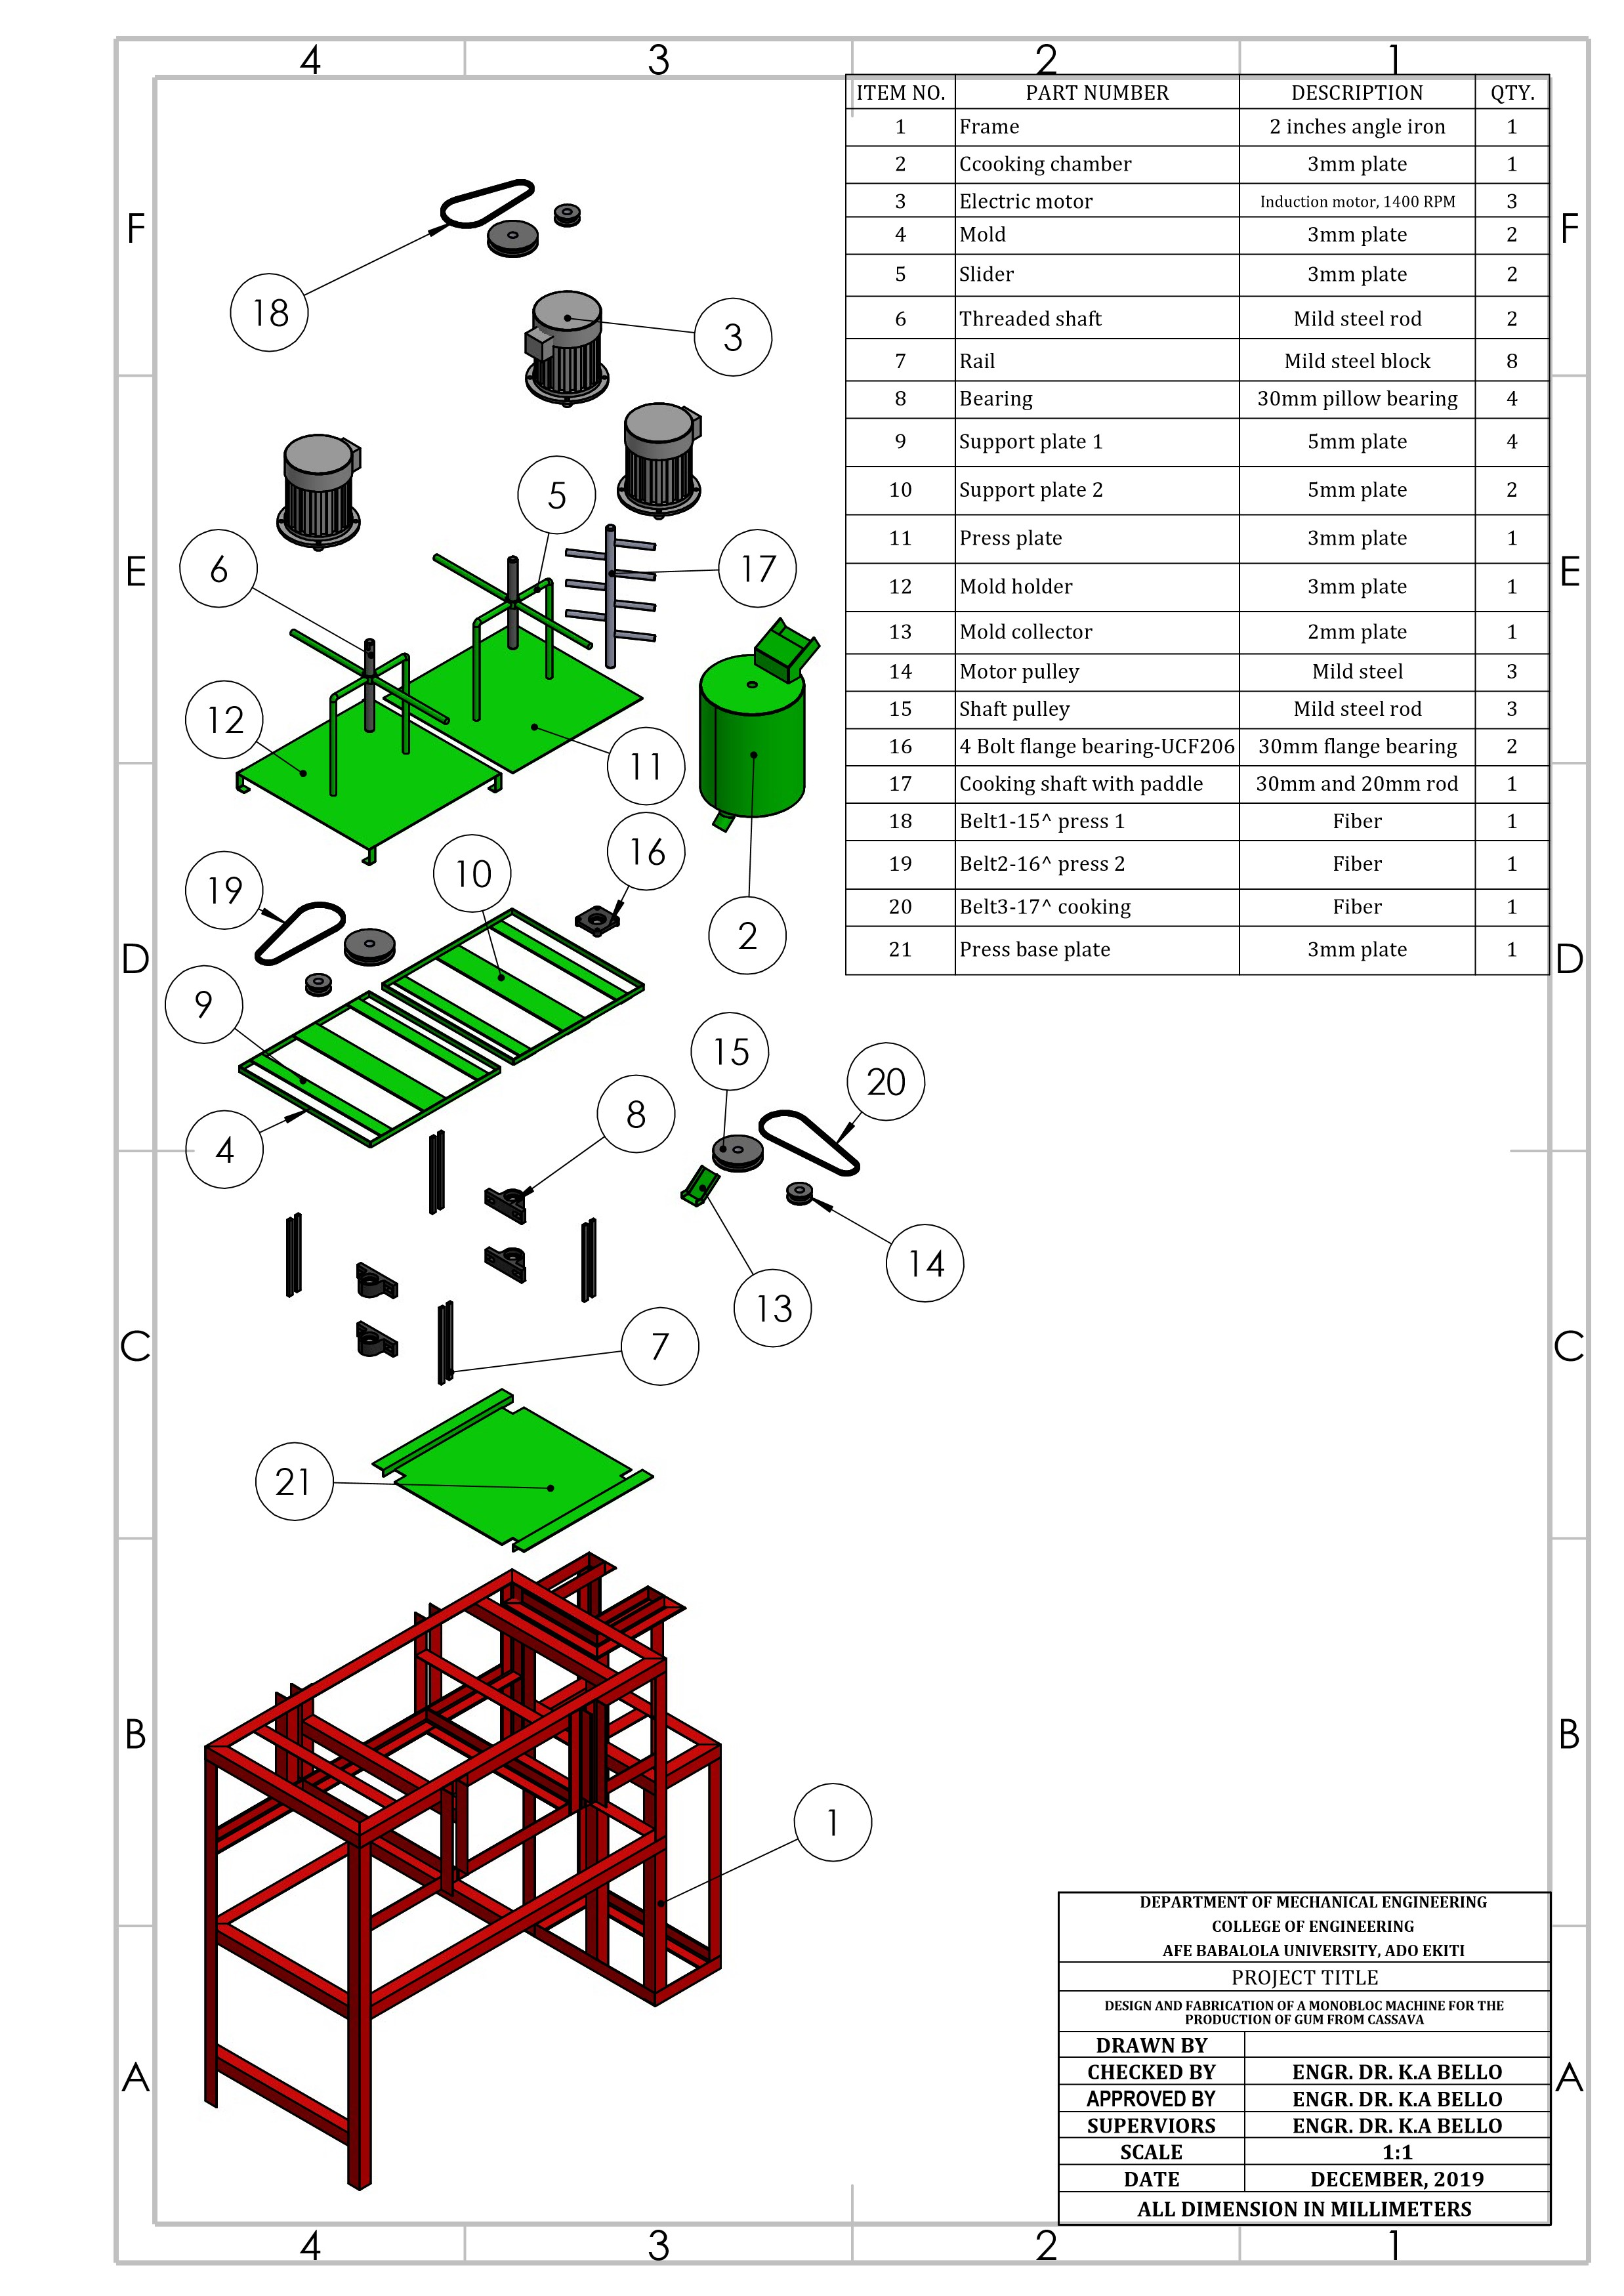 4 3 2 1
ITEM NO. PART NUMBER DESCRIPTION QTY.
1 Frame 2 inches angle iron 1
2 Ccooking chamber 3mm plate 1
3 Electric motor Induction motor, 1400 RPM 3
4 Mold 3mm plate 2
5 Slider 3mm plate 2
6 Threaded shaft Mild steel rod 2
7 Rail Mild steel block 8
8 Bearing 30mm pillow bearing 4
9 Support plate 1 5mm plate 4
10 Support plate 2 5mm plate 2
11 Press plate 3mm plate 1
12 Mold holder 3mm plate 1
13 Mold collector 2mm plate 1
14 Motor pulley Mild steel 3
15 Shaft pulley Mild steel rod 3
16 4 Bolt flange bearing-UCF206 30mm flange bearing 2
17 Cooking shaft with paddle 30mm and 20mm rod 1
18 Belt1-15^ press 1 Fiber 1
19 Belt2-16^ press 2 Fiber 1
20 Belt3-17^ cooking Fiber 1
21 Press base plate 3mm plate 1
F F
18
3
5
E 6 17 E
12
11
16
10
19
2
D D
9
15
20
8
4
14
13
C 7 C
21
B B
1
DEPARTMENT OF MECHANICAL ENGINEERING
COLLEGE OF ENGINEERING
AFE BABALOLA UNIVERSITY, ADO EKITI
PROJECT TITLE
DESIGN AND FABRICATION OF A MONOBLOC MACHINE FOR THE
PRODUCTION OF GUM FROM CASSAVA
DRAWN BY
CHECKED BY ENGR. DR. K.A BELLO
A A
APPROVED BY ENGR. DR. K.A BELLO
SUPERVIORS ENGR. DR. K.A BELLO
SCALE 1:1
DATE DECEMBER, 2019
ALL DIMENSION IN MILLIMETERS
4 3 2 1